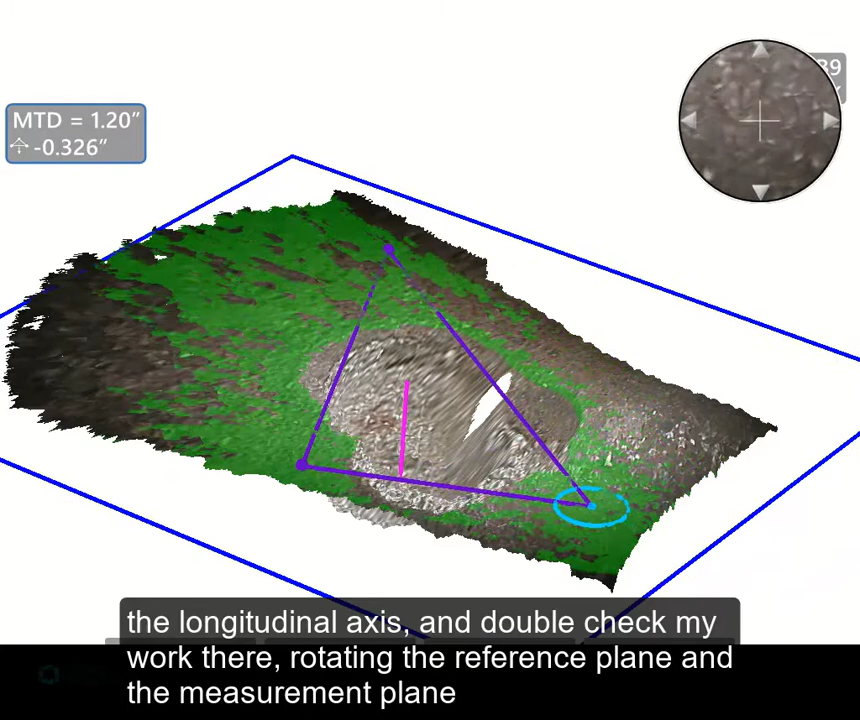 MTD = 1.20"
-0.326"
39
the longitudinal axis, and double check my
work there, rotating the reference plane and
the measurement plane